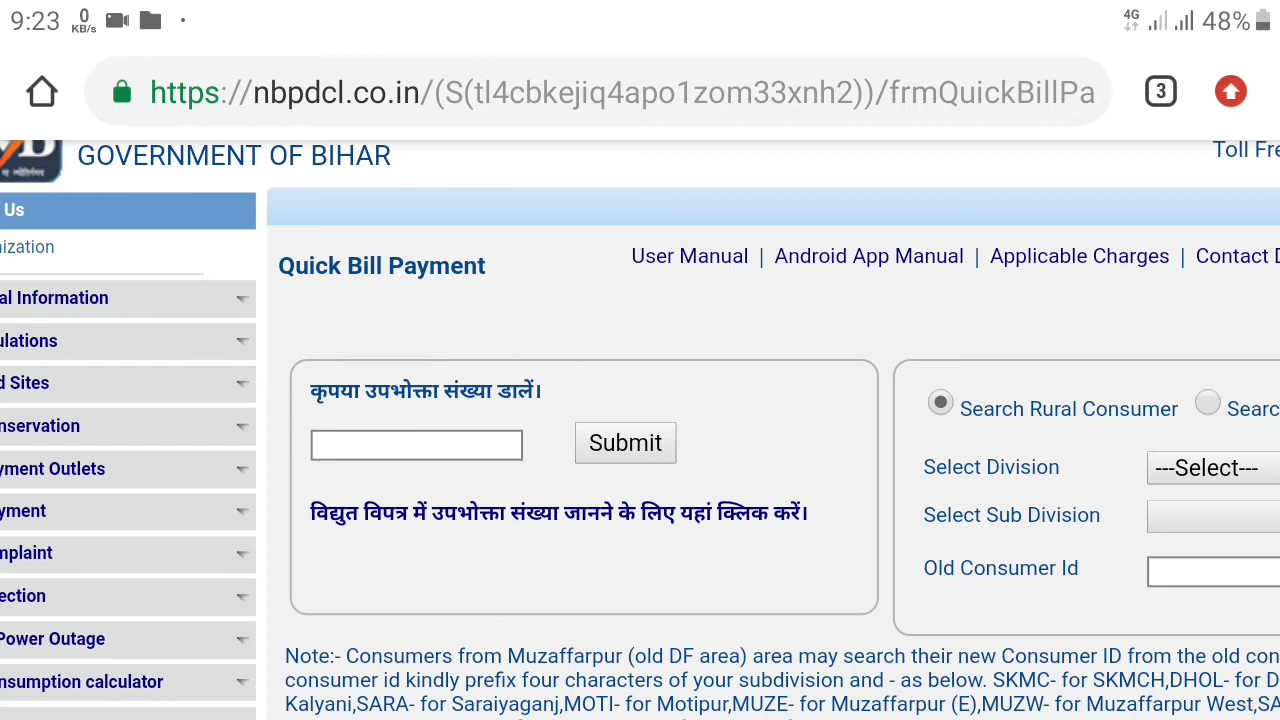 9:23 0 KB/s 4G 48%
https://nbpdcl.co.in/(S(tl4cbkejiq4apo1zom33xnh2))/frmQuickBillPa 3
GOVERNMENT OF BIHAR
Toll Fre
Us
nization
al Information
ulations
d Sites
nservation
yment Outlets
yment
mplaint
ection
Power Outage
nsumption calculator
Quick Bill Payment
User Manual | Android App Manual | Applicable Charges | Contact D
कृपया उपभोक्ता संख्या डालें।
Submit
विद्युत विपत्र में उपभोक्ता संख्या जानने के लिए यहां क्लिक करें।
Search Rural Consumer Searc
Select Division ---Select---
Select Sub Division
Old Consumer Id
Note:- Consumers from Muzaffarpur (old DF area) area may search their new Consumer ID from the old con
consumer id kindly prefix four characters of your subdivision and - as below. SKMC- for SKMCH,DHOL- for D
Kalyani,SARA- for Saraiyaganj,MOTI- for Motipur,MUZE- for Muzaffarpur (E),MUZW- for Muzaffarpur West,SA